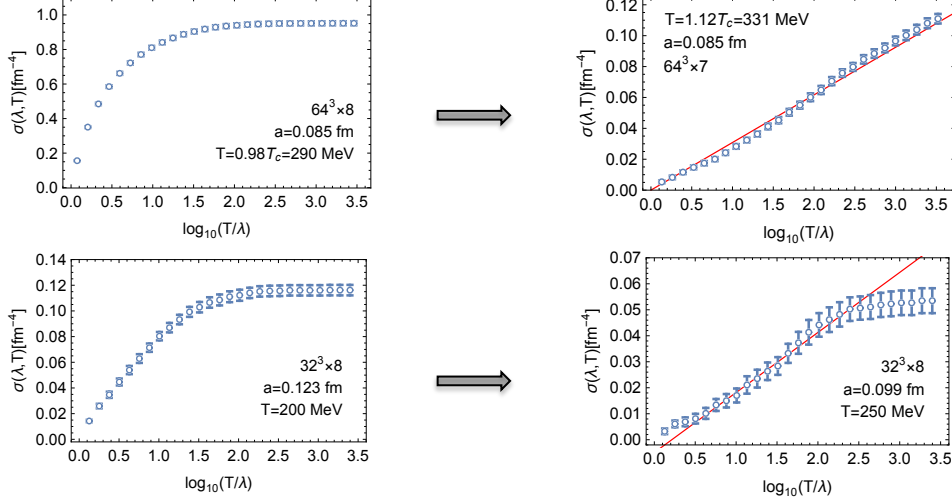 σ(λ,T)[fm⁻⁴]
1.0
0.8
0.6
0.4
0.2
0.0
64³×8
a=0.085 fm
T=0.98Tc=290 MeV
0.0 0.5 1.0 1.5 2.0 2.5 3.0 3.5
log₁₀(T/λ)
σ(λ,T)[fm⁻⁴]
0.12
0.10
0.08
0.06
0.04
0.02
0.00
T=1.12Tc=331 MeV
a=0.085 fm
64³×7
0.0 0.5 1.0 1.5 2.0 2.5 3.0 3.5
log₁₀(T/λ)
σ(λ,T)[fm⁻⁴]
0.14
0.12
0.10
0.08
0.06
0.04
0.02
0.00
32³×8
a=0.123 fm
T=200 MeV
0.0 0.5 1.0 1.5 2.0 2.5 3.0 3.5
log₁₀(T/λ)
σ(λ,T)[fm⁻⁴]
0.07
0.06
0.05
0.04
0.03
0.02
0.01
0.00
32³×8
a=0.099 fm
T=250 MeV
0.0 0.5 1.0 1.5 2.0 2.5 3.0 3.5
log₁₀(T/λ)